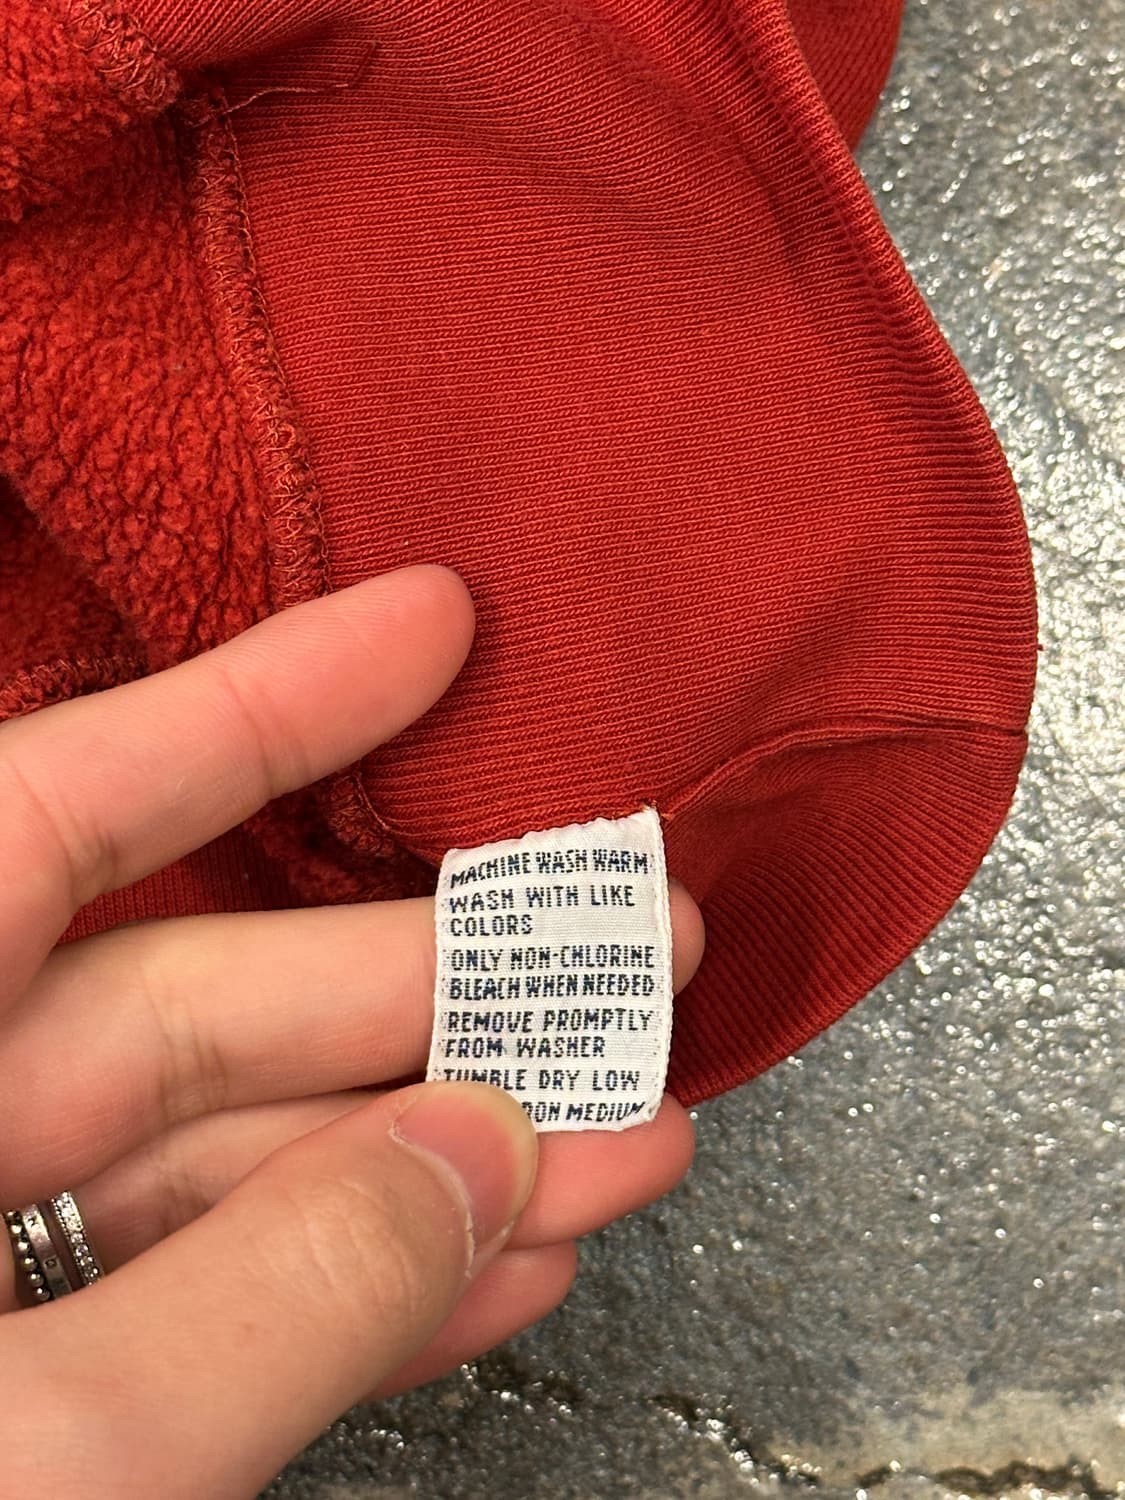 MACHINE WASH WARM
WASH WITH LIKE
COLORS
ONLY NON-CHLORINE
BLEACH WHEN NEEDED
REMOVE PROMPTLY
FROM WASHER
TUMBLE DRY LOW
MEDIUM